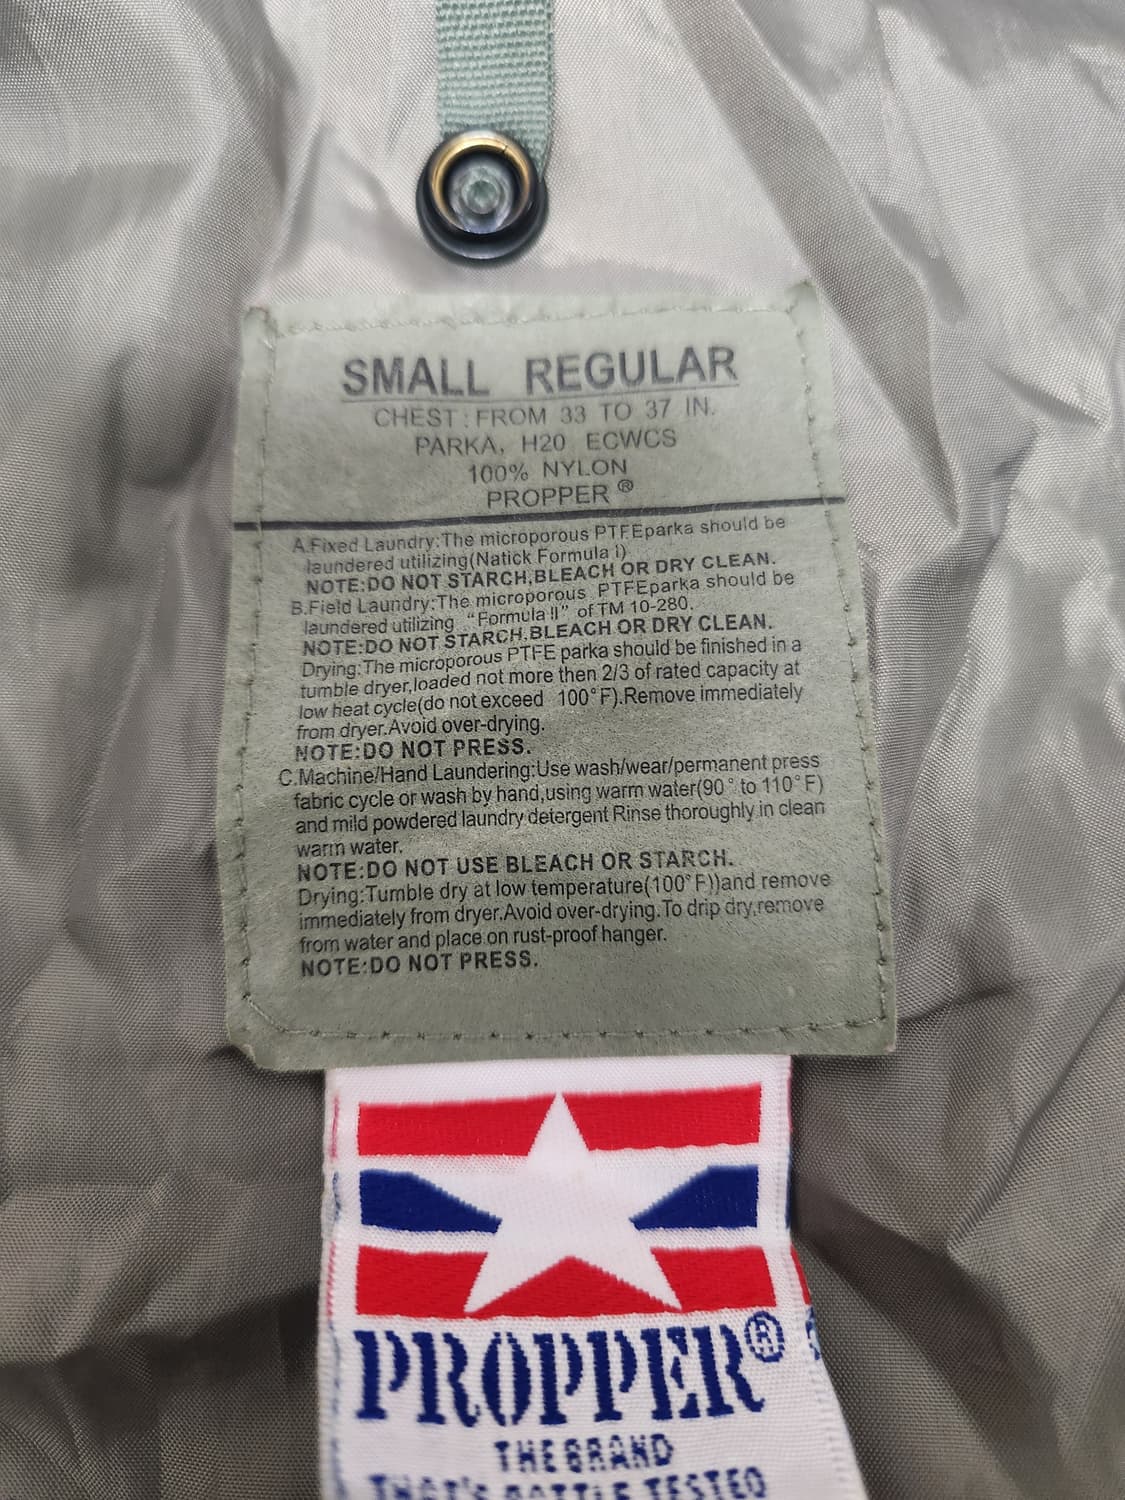 SMALL REGULAR
CHEST: FROM 33 TO 37 IN.
PARKA, H20 ECWCS
100% NYLON
PROPPER ®
A.Fixed Laundry:The microporous PTFEparka should be
laundered utilizing(Natick Formula I)
NOTE:DO NOT STARCH,BLEACH OR DRY CLEAN.
B.Field Laundry:The microporous PTFEparka should be
laundered utilizing "Formula II" of TM 10-280.
NOTE:DO NOT STARCH.BLEACH OR DRY CLEAN.
Drying:The microporous PTFE parka should be finished in a
tumble dryer,loaded not more then 2/3 of rated capacity at
low heat cycle(do not exceed 100°F).Remove immediately
from dryer.Avoid over-drying.
NOTE:DO NOT PRESS.
C.Machine/Hand Laundering:Use wash/wear/permanent press
fabric cycle or wash by hand,using warm water(90° to 110°F)
and mild powdered laundry detergent Rinse thoroughly in clean
warm water.
NOTE:DO NOT USE BLEACH OR STARCH.
Drying:Tumble dry at low temperature(100°F))and remove
immediately from dryer.Avoid over-drying.To drip dry,remove
from water and place on rust-proof hanger.
NOTE:DO NOT PRESS.
PROPPER®
THE BRAND
THAT'S BATTLE TESTED